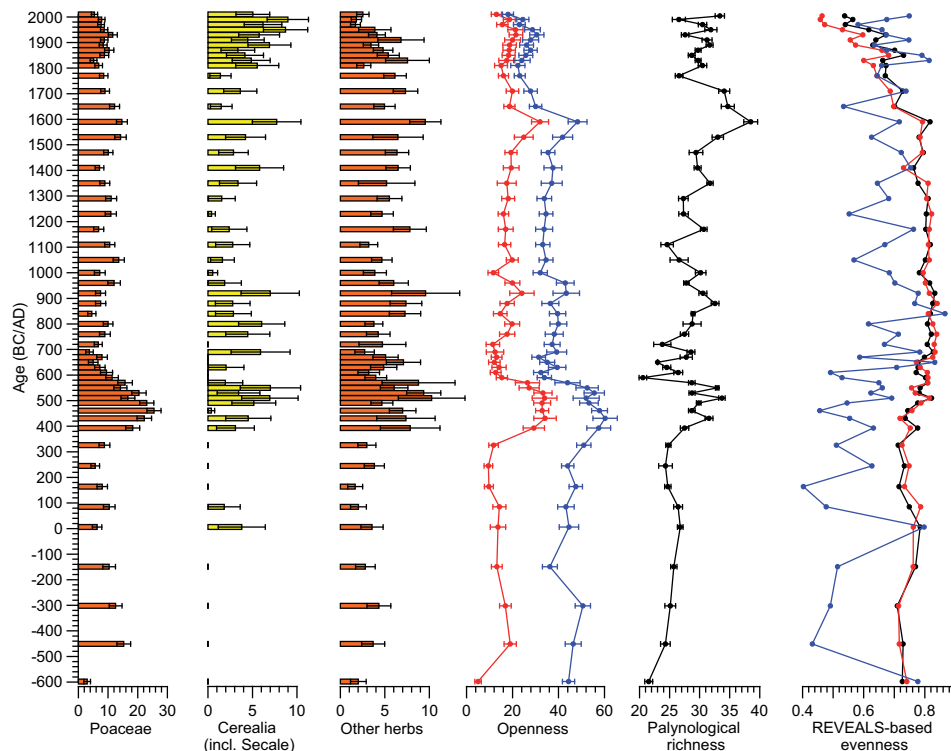 2000
1900
1800
1700
1600
1500
1400
1300
1200
1100
1000
900
800
700
600
500
400
300
200
100
0
-100
-200
-300
-400
-500
-600
Age (BC/AD)
0 10 20 30
0 5 10
0 5 10
0 20 40 60
20 25 30 35 40
0.4 0.6 0.8
Poaceae
Cerealia
(incl. Secale)
Other herbs
Openness
Palynological
richness
REVEALS-based
evenness